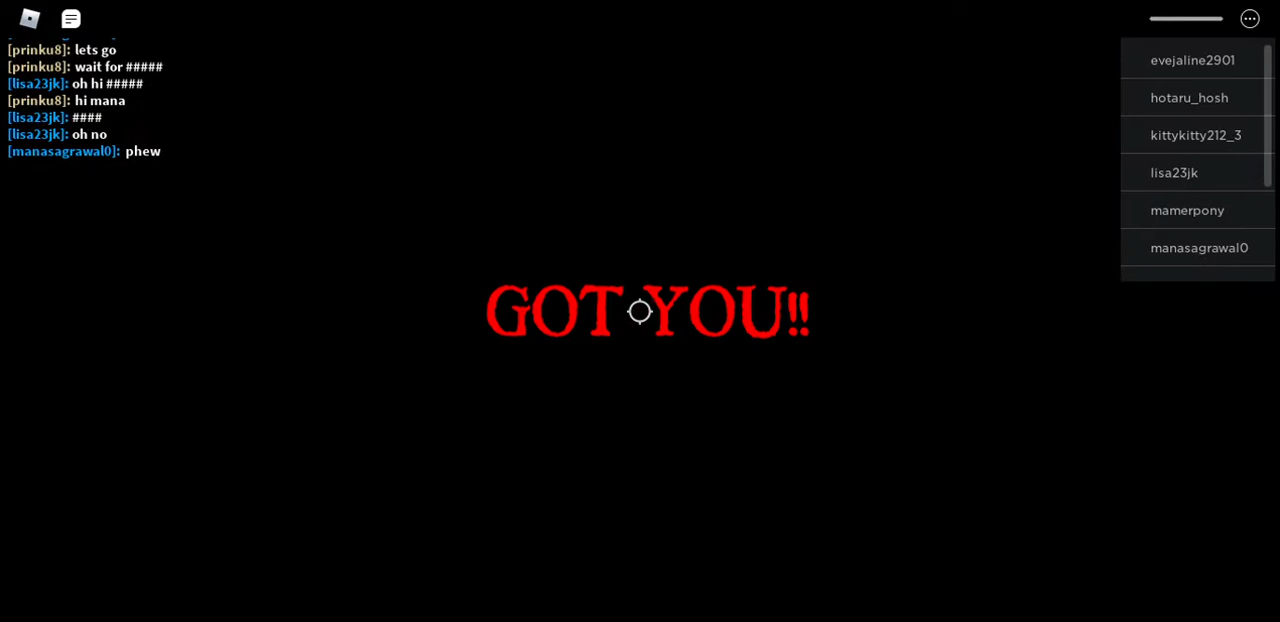 [prinku8]: lets go
[prinku8]: wait for #####
[lisa23jk]: oh hi #####
[prinku8]: hi mana
[lisa23jk]: ####
[lisa23jk]: oh no
[manasagrawal0]: phew
evejaline2901
hotaru_hosh
kittykitty212_3
lisa23jk
mamerpony
manasagrawal0
GOT YOU!!